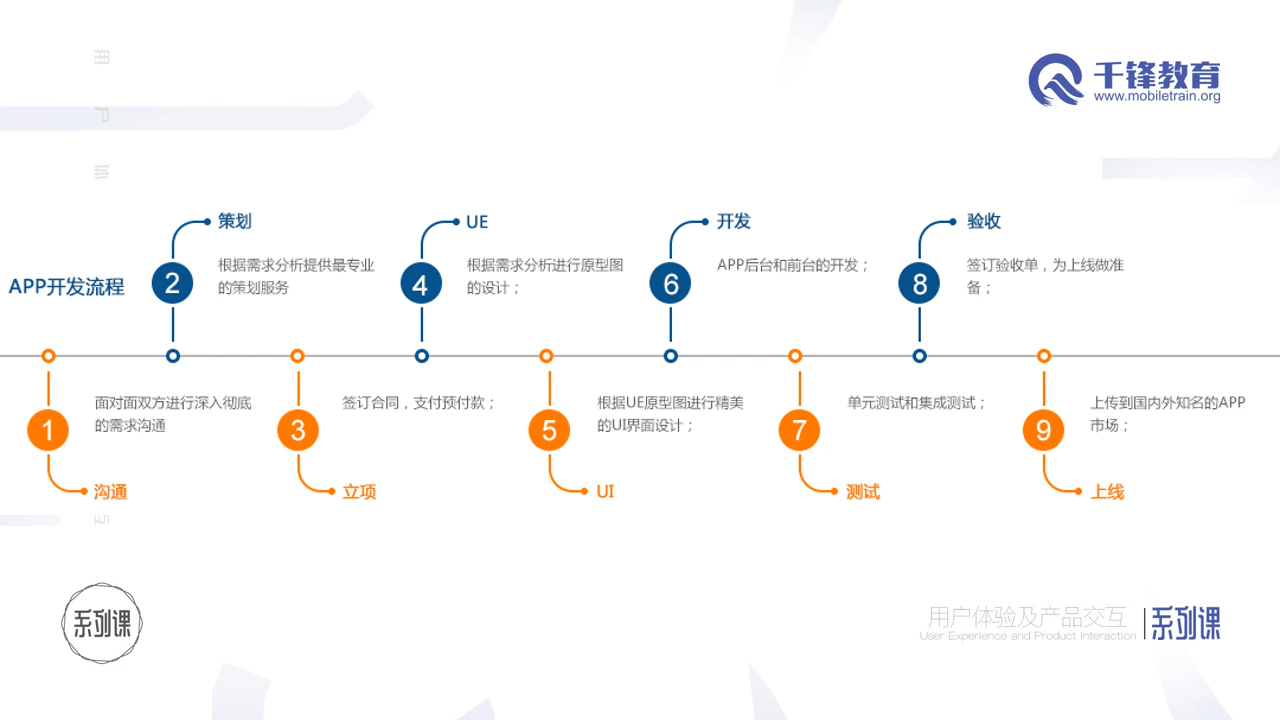 用
户
千锋教育
www.mobiletrain.org
APP开发流程
1
面对面双方进行深入彻底
的需求沟通
沟通
2
策划
根据需求分析提供最专业
的策划服务
3
签订合同，支付预付款；
立项
4
UE
根据需求分析进行原型图
的设计；
5
根据UE原型图进行精美
的UI界面设计；
UI
6
开发
APP后台和前台的开发；
7
单元测试和集成测试；
测试
8
验收
签订验收单，为上线做准
备；
9
上传到国内外知名的APP
市场；
上线
互
系列课
用户体验及产品交互
User Experience and Product Interaction
系列课